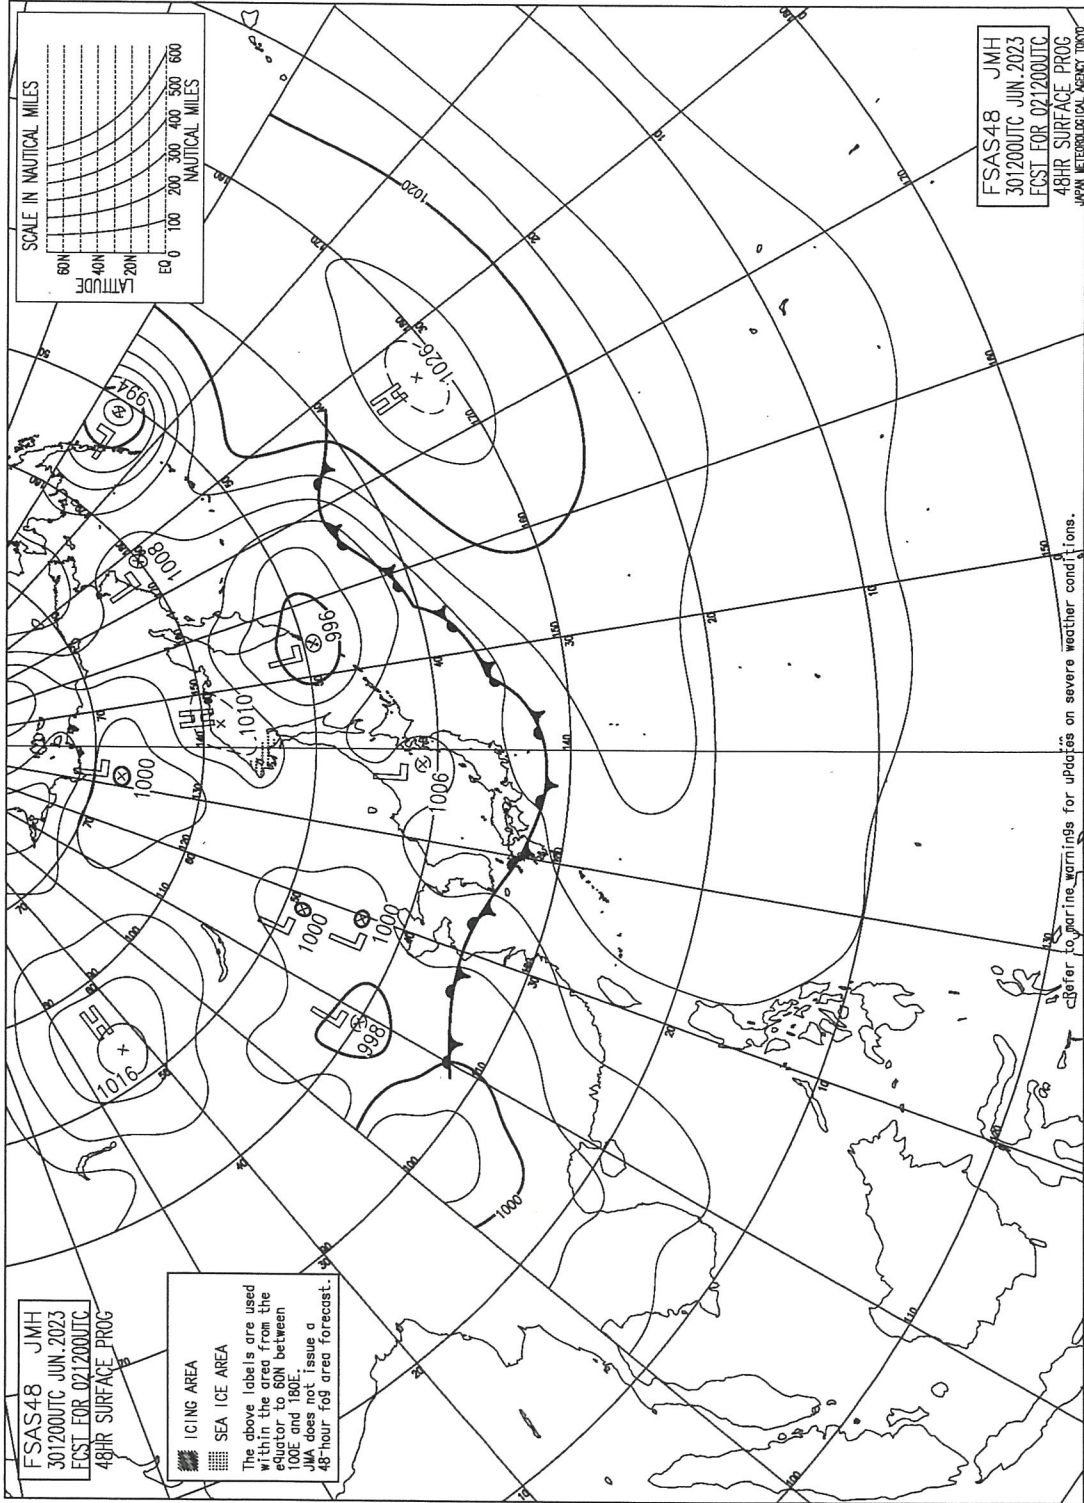 FSAS48 JMH
301200UTC JUN.2023
FCST FOR 021200UTC
48HR SURFACE PROG
ICING AREA
SEA ICE AREA
The above labels are used
within the area from the
equator to 60N between
100E and 180E.
JMA does not issue a
48-hour fog area forecast.
SCALE IN NAUTICAL MILES
LATITUDE
60N
40N
20N
EQ
0 100 200 300 400 500 600
NAUTICAL MILES
H
1016
L
1000
H
1010
L
1008
L
994
L
1000
L
1000
L
998
L
996
L
1006
H
1026
1020
1000
Refer to marine warnings for updates on severe weather conditions.
FSAS48 JMH
301200UTC JUN.2023
FCST FOR 021200UTC
48HR SURFACE PROG
JAPAN METEOROLOGICAL AGENCY TOKYO